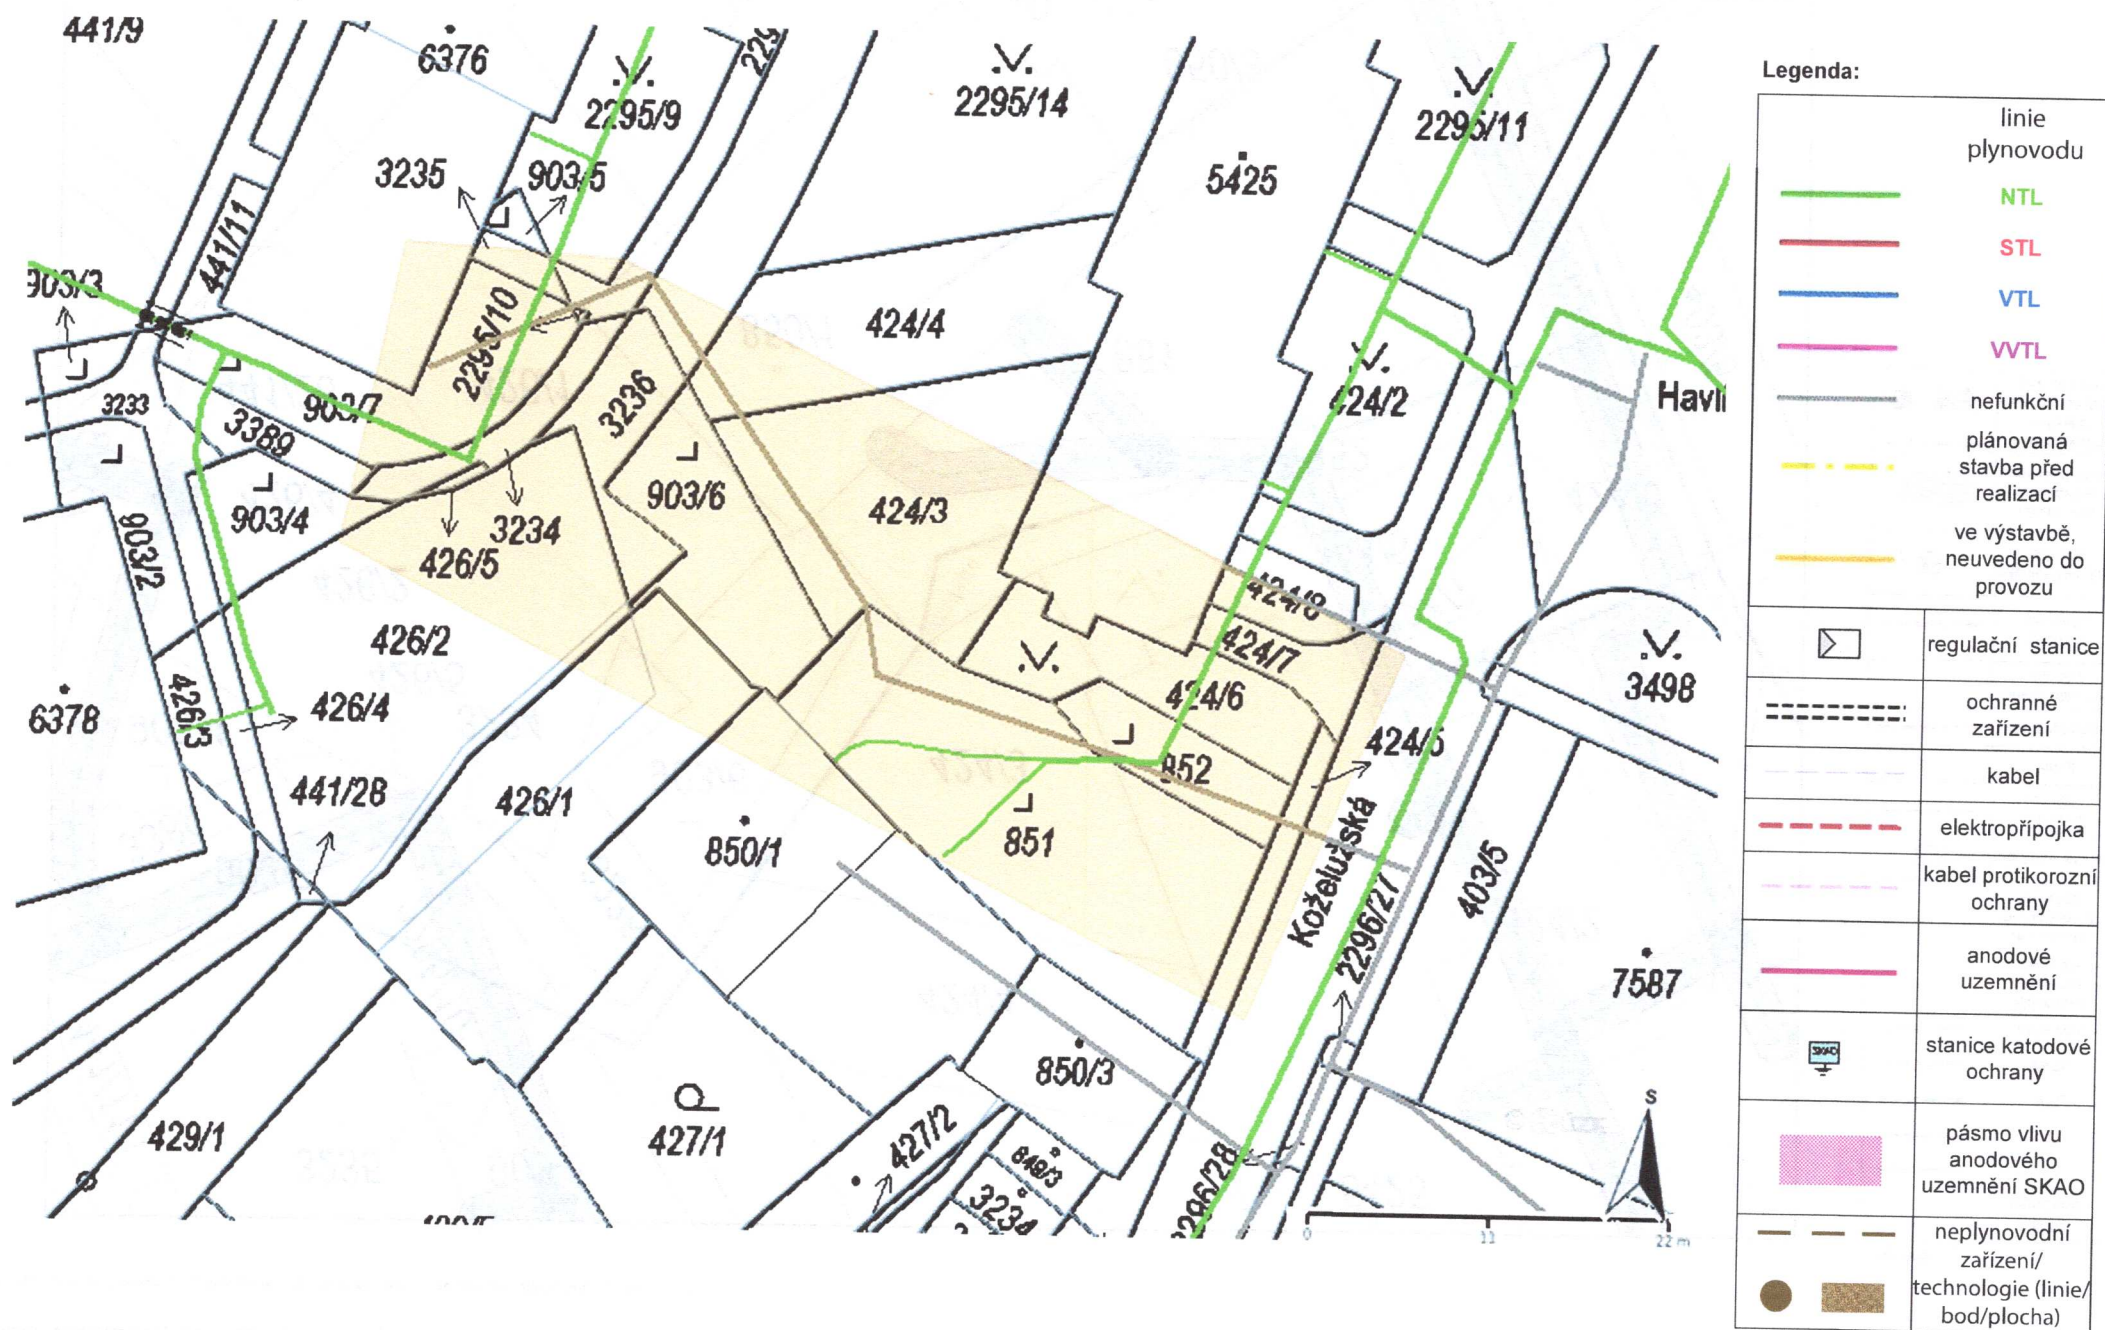 441/9
6376
2295/9
229
2295/14
2295/11
5425
3235
903/5
441/11
903/3
2295/10
424/4
3236
424/2
Havlí
3233
903/7
3389
903/6
424/3
903/4
903/2
3234
426/5
424/8
424/7
426/2
3498
424/6
6378
426/3
426/4
424/5
852
441/28
426/1
850/1
851
Koželužská
2296/27
403/5
7587
850/3
429/1
427/1
427/2
849/3
3234
2296/28
S
0
11
22 m
Legenda:
linie
plynovodu
NTL
STL
VTL
VVTL
nefunkční
plánovaná
stavba před
realizací
ve výstavbě,
neuvedeno do
provozu
regulační stanice
ochranné
zařízení
kabel
elektropřípojka
kabel protikorozní
ochrany
anodové
uzemnění
SKAO
stanice katodové
ochrany
pásmo vlivu
anodového
uzemnění SKAO
neplynovodní
zařízení/
technologie (linie/
bod/plocha)